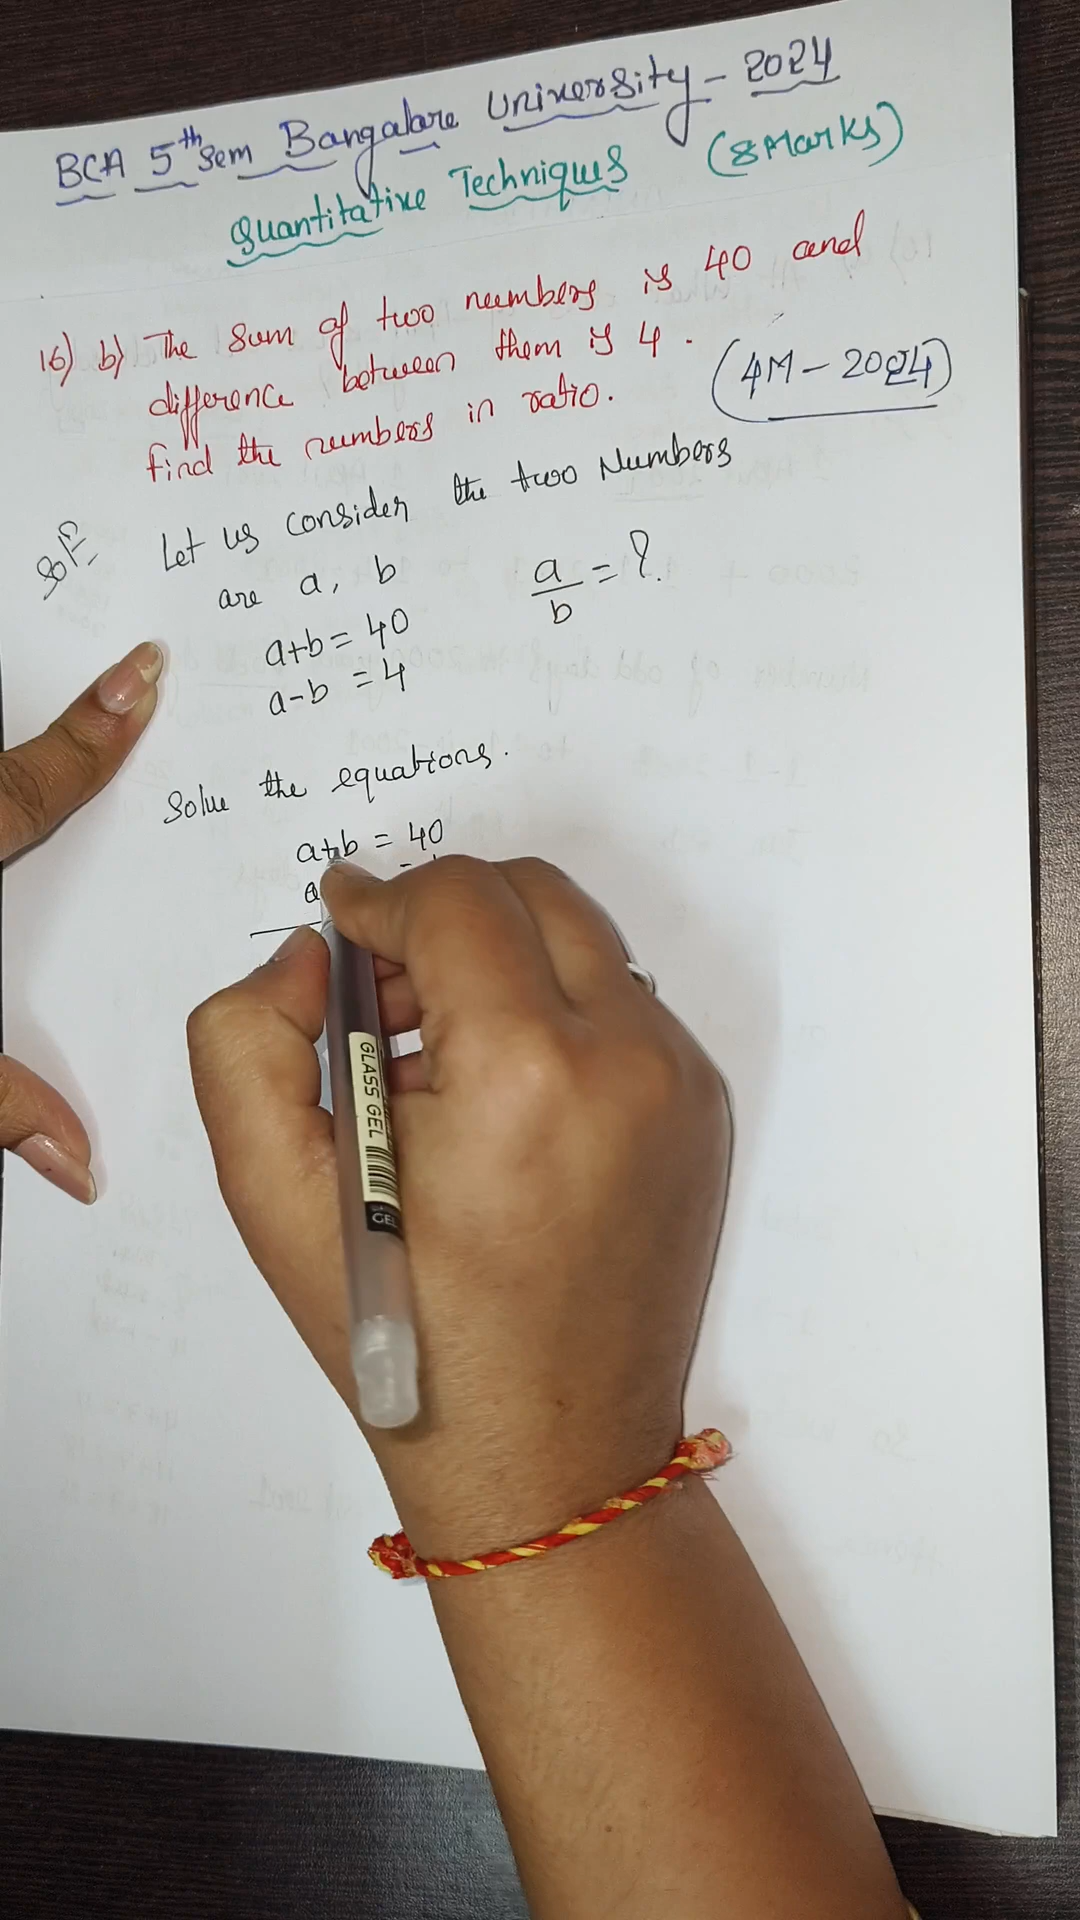 BCA 5th Sem Bangalore University - 2024
Quantitative Techniques (8 Marks)
16) b) The sum of two numbers is 40 and
difference between them is 4.
find the numbers in ratio. (4M - 2024)
Soln
Let us consider the two Numbers
are a, b
a/b = ?
a+b = 40
a-b = 4
Solve the equations.
a+b = 40
a
GLASS GEL
GEL